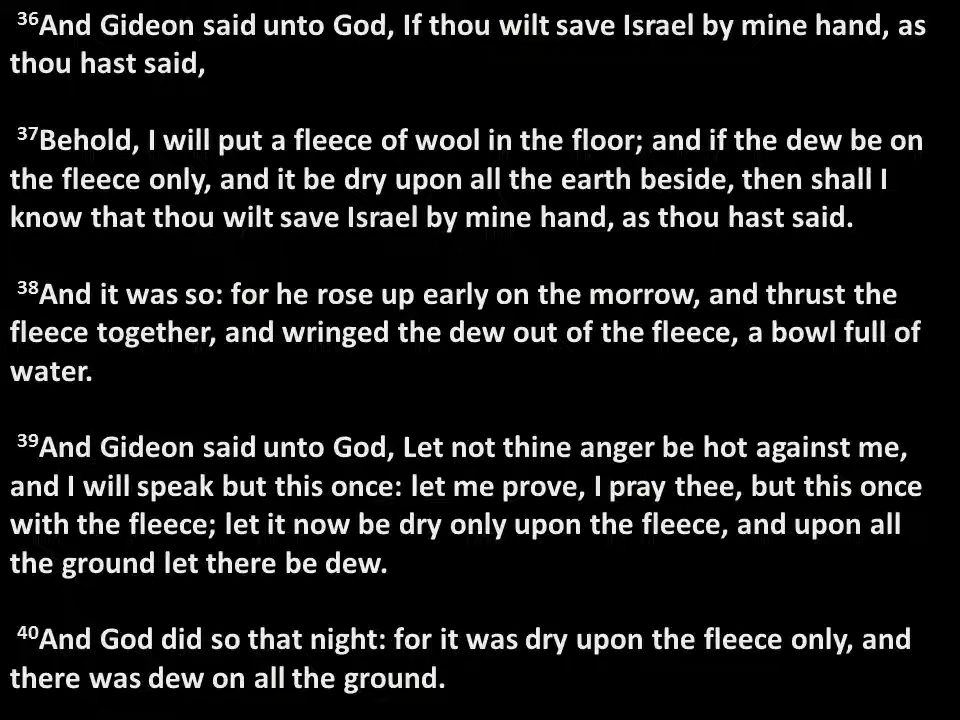 36And Gideon said unto God, If thou wilt save Israel by mine hand, as
thou hast said,
37Behold, I will put a fleece of wool in the floor; and if the dew be on
the fleece only, and it be dry upon all the earth beside, then shall I
know that thou wilt save Israel by mine hand, as thou hast said.
38And it was so: for he rose up early on the morrow, and thrust the
fleece together, and wringed the dew out of the fleece, a bowl full of
water.
39And Gideon said unto God, Let not thine anger be hot against me,
and I will speak but this once: let me prove, I pray thee, but this once
with the fleece; let it now be dry only upon the fleece, and upon all
the ground let there be dew.
40And God did so that night: for it was dry upon the fleece only, and
there was dew on all the ground.